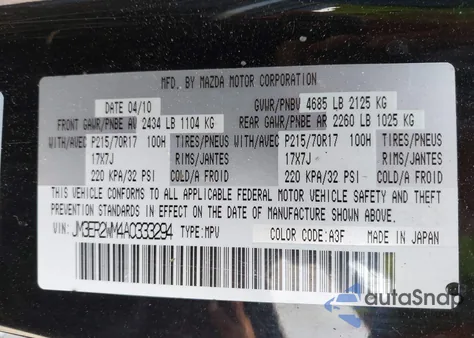 MFD. BY MAZDA MOTOR CORPORATION
DATE 04/10 GVWR/PNBV 4685 LB 2125 KG
FRONT GAWR/PNBE AV 2434 LB 1104 KG REAR GAWR/PNBE AR 2260 LB 1025 KG
WITH/AVEC P215/70R17 100H TIRES/PNEUS WITH/AVEC P215/70R17 100H TIRES/PNEUS
17X7J RIMS/JANTES 17X7J RIMS/JANTES
220 KPA/32 PSI COLD/A FROID 220 KPA/32 PSI COLD/A FROID
THIS VEHICLE CONFORMS TO ALL APPLICABLE FEDERAL MOTOR VEHICLE SAFETY AND THEFT
PREVENTION STANDARDS IN EFFECT ON THE DATE OF MANUFACTURE SHOWN ABOVE.
VIN: JM3ER2WM4A0333294 TYPE: MPV COLOR CODE: A3F MADE IN JAPAN
autoSnap